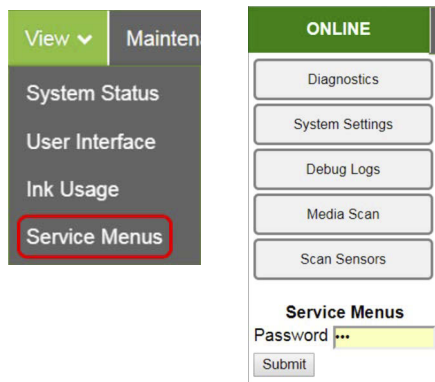 View
System Status
User Interface
Ink Usage
Service Menus
ONLINE
Diagnostics
System Settings
Debug Logs
Media Scan
Scan Sensors
Service Menus
Password •••
Submit